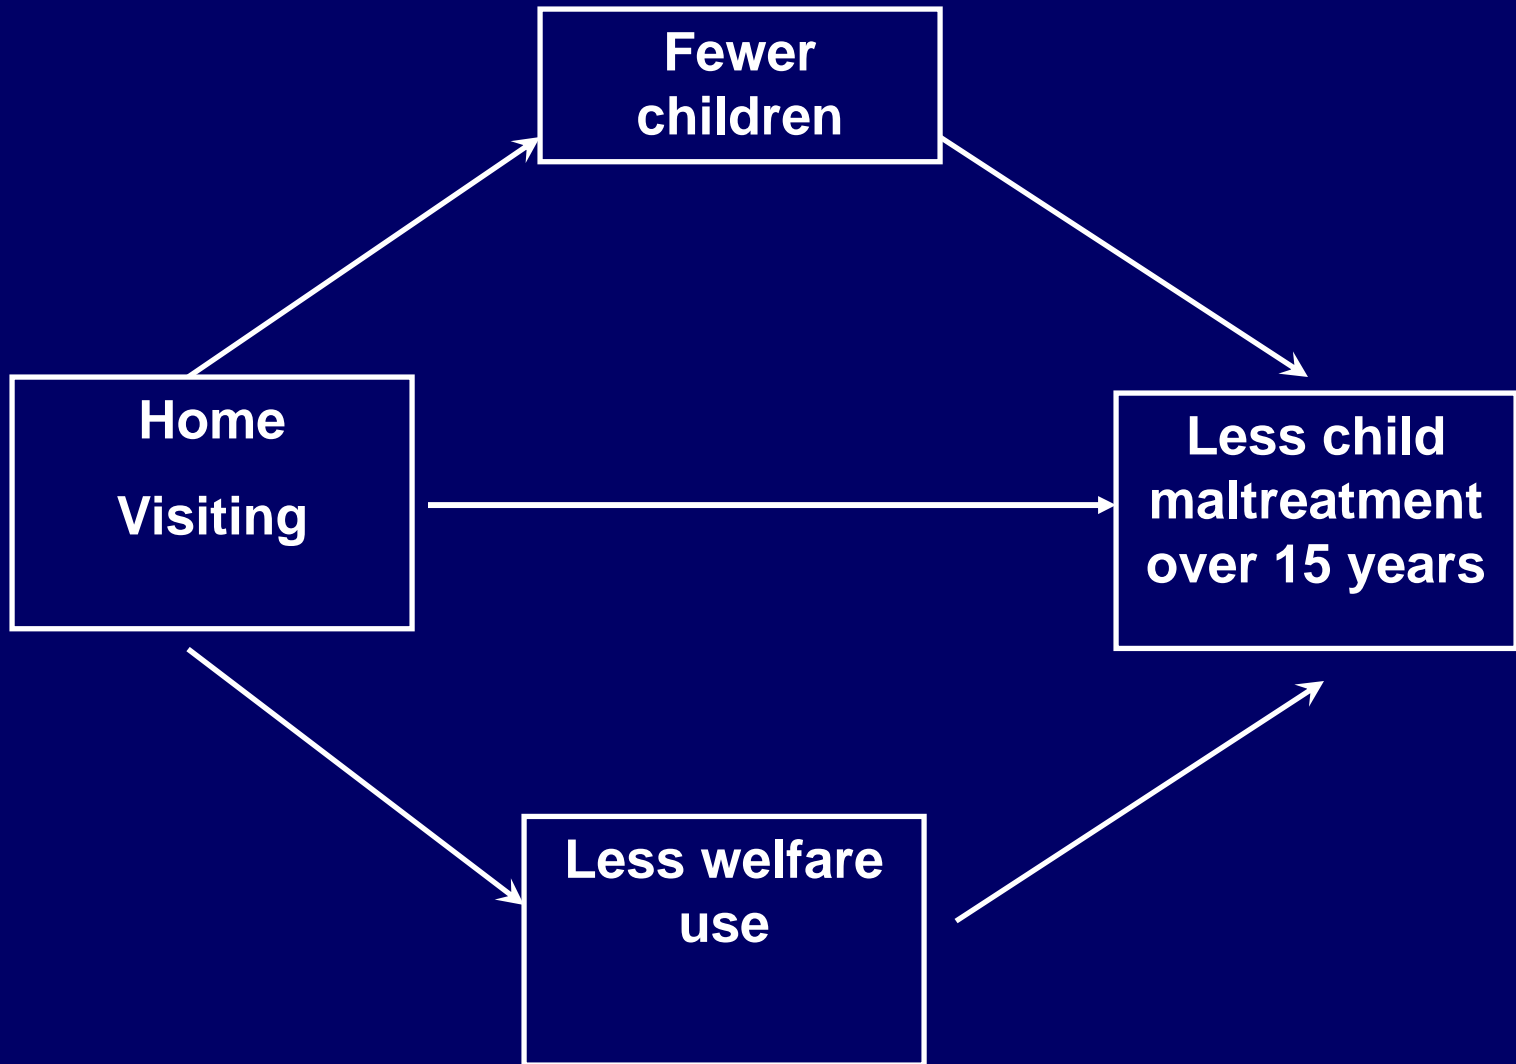 Fewer
children
Home
Visiting
Less child
maltreatment
over 15 years
Less welfare
use